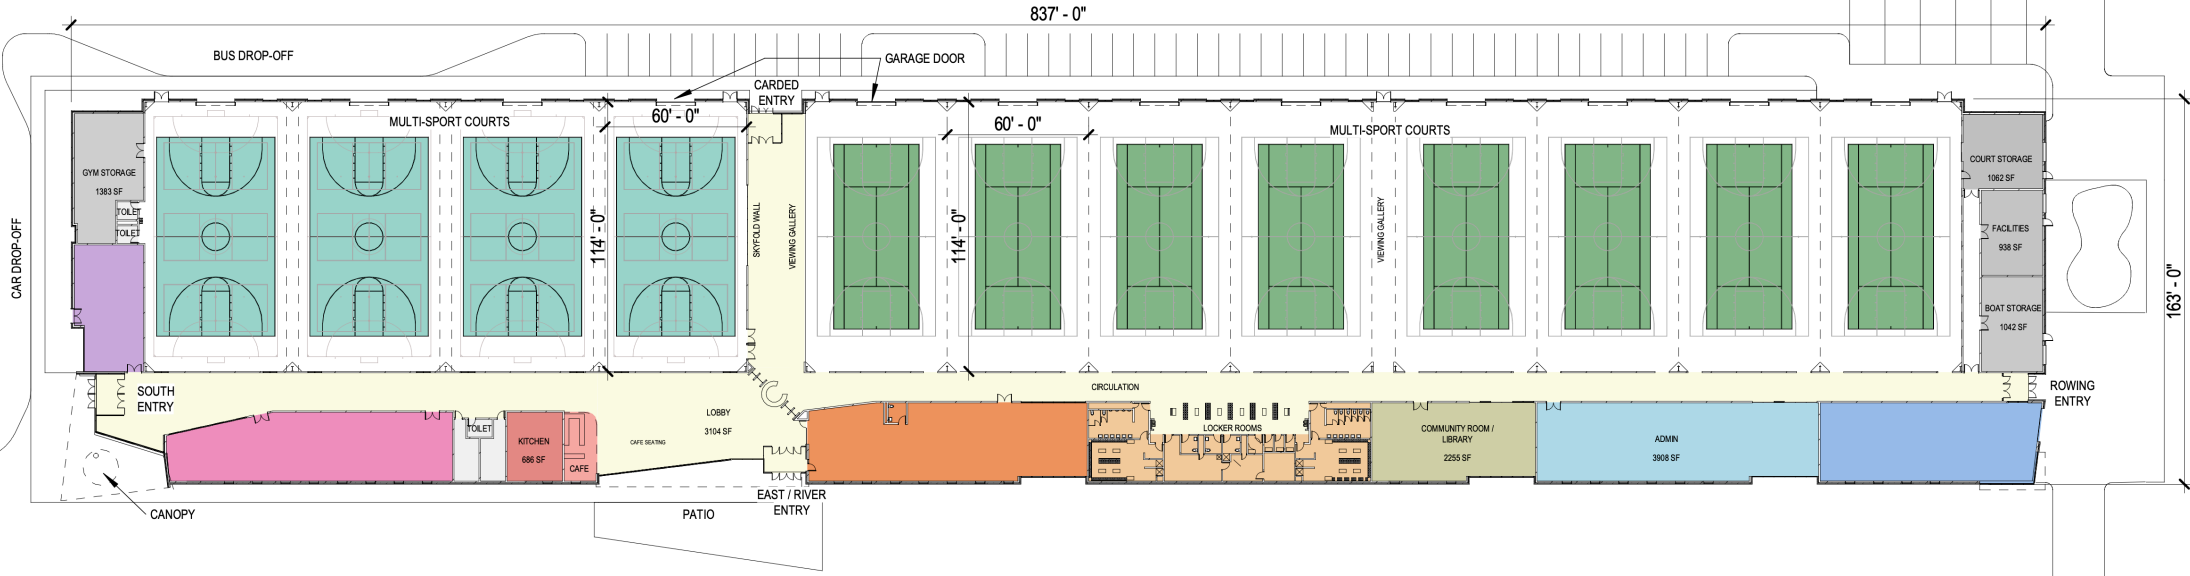 837' - 0"
BUS DROP-OFF
GARAGE DOOR
CARDED
ENTRY
MULTI-SPORT COURTS
60' - 0"
60' - 0"
MULTI-SPORT COURTS
GYM STORAGE
1383 SF
TOILET
TOILET
CAR DROP-OFF
114' - 0"
SKYFOLD WALL
VIEWING GALLERY
114' - 0"
VIEWING GALLERY
COURT STORAGE
1062 SF
FACILITIES
938 SF
BOAT STORAGE
1042 SF
163' - 0"
SOUTH
ENTRY
CIRCULATION
ROWING
ENTRY
LOBBY
3104 SF
CAFE SEATING
TOILET
KITCHEN
686 SF
CAFE
LOCKER ROOMS
COMMUNITY ROOM /
LIBRARY
2255 SF
ADMIN
3908 SF
EAST / RIVER
ENTRY
CANOPY
PATIO